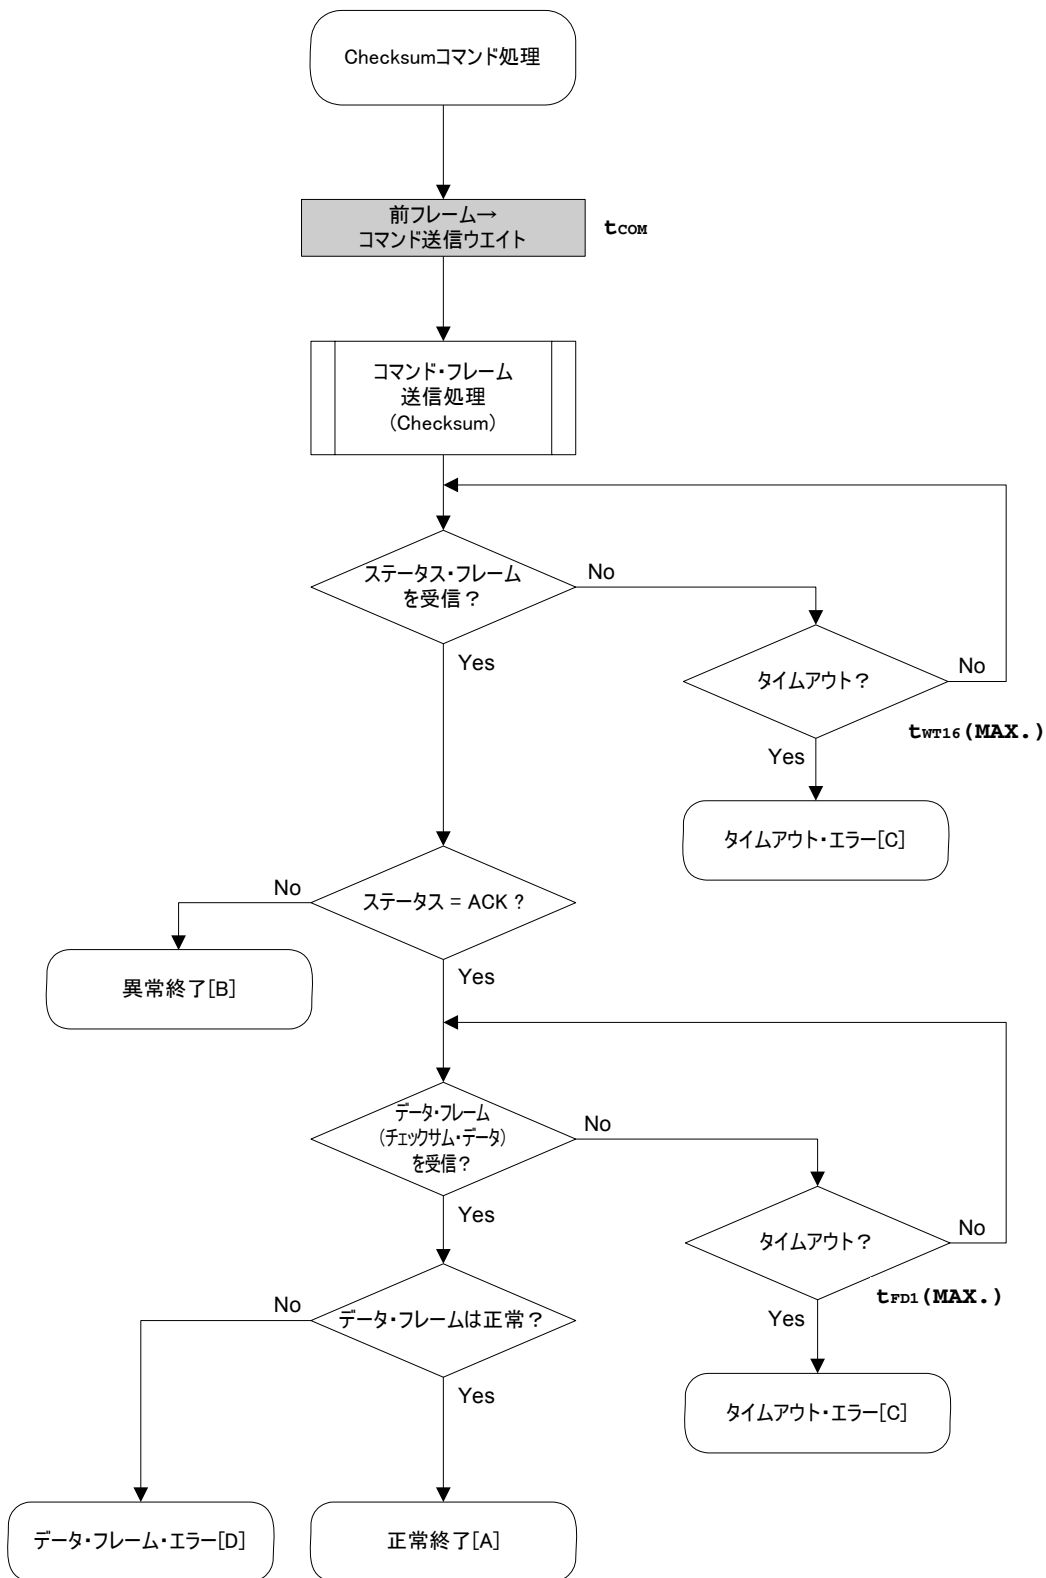 Checksumコマンド処理
前フレーム→
コマンド送信ウエイト
tCOM
コマンド・フレーム
送信処理
(Checksum)
ステータス・フレーム
を受信？
No
Yes
タイムアウト？
No
tWT16(MAX.)
Yes
タイムアウト・エラー[C]
ステータス = ACK ?
No
Yes
異常終了[B]
データ・フレーム
(チェックサム・データ)
を受信？
No
Yes
タイムアウト？
No
tFD1(MAX.)
Yes
タイムアウト・エラー[C]
データ・フレームは正常？
No
Yes
データ・フレーム・エラー[D]
正常終了[A]